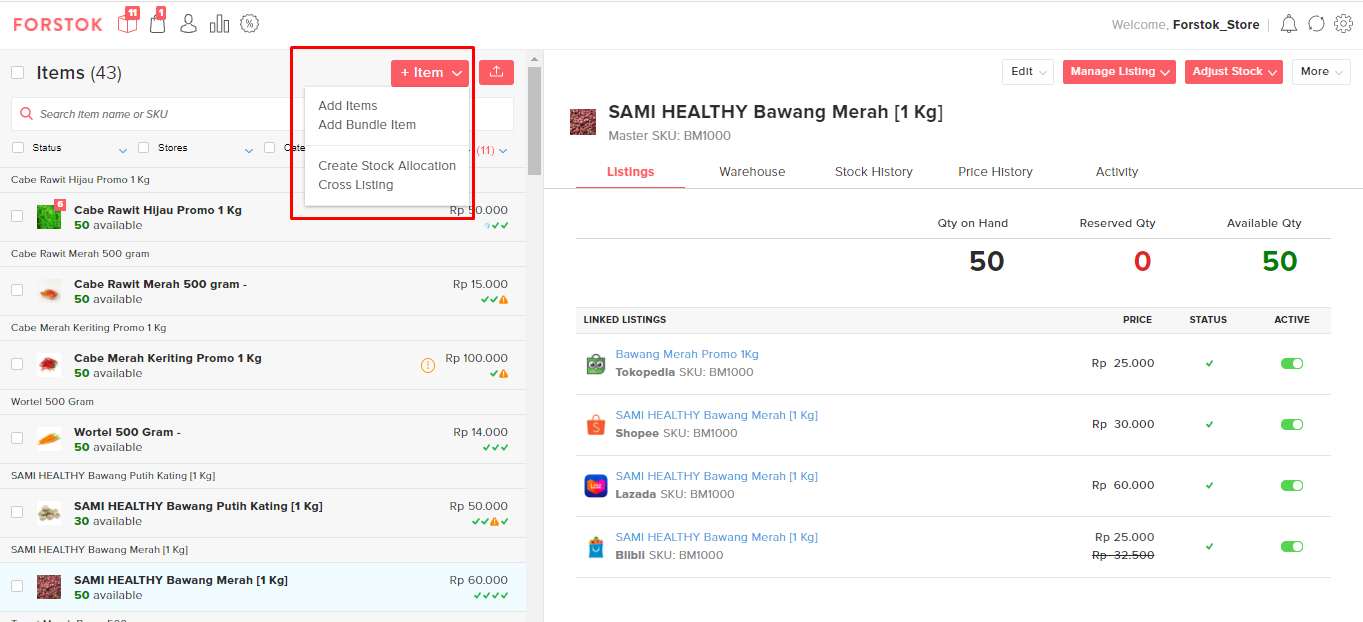 FORSTOK
11
1
Welcome, Forstok_Store
Items (43)
+ Item
Search item name or SKU
Add Items
Add Bundle Item
Create Stock Allocation
Cross Listing
Status
Stores
(11)
Cabe Rawit Hijau Promo 1 Kg
6
Cabe Rawit Hijau Promo 1 Kg
Rp 50.000
50 available
Cabe Rawit Merah 500 gram
Cabe Rawit Merah 500 gram -
Rp 15.000
50 available
Cabe Merah Keriting Promo 1 Kg
Cabe Merah Keriting Promo 1 Kg
Rp 100.000
50 available
Wortel 500 Gram
Wortel 500 Gram -
Rp 14.000
50 available
SAMI HEALTHY Bawang Putih Kating [1 Kg]
SAMI HEALTHY Bawang Putih Kating [1 Kg]
Rp 50.000
30 available
SAMI HEALTHY Bawang Merah [1 Kg]
SAMI HEALTHY Bawang Merah [1 Kg]
Rp 60.000
50 available
Edit
Manage Listing
Adjust Stock
More
SAMI HEALTHY Bawang Merah [1 Kg]
Master SKU: BM1000
Listings
Warehouse
Stock History
Price History
Activity
Qty on Hand
Reserved Qty
Available Qty
50
0
50
LINKED LISTINGS
PRICE
STATUS
ACTIVE
Bawang Merah Promo 1Kg
Tokopedia SKU: BM1000
Rp 25.000
SAMI HEALTHY Bawang Merah [1 Kg]
Shopee SKU: BM1000
Rp 30.000
SAMI HEALTHY Bawang Merah [1 Kg]
Lazada SKU: BM1000
Rp 60.000
SAMI HEALTHY Bawang Merah [1 Kg]
Blibli SKU: BM1000
Rp 25.000
Rp 32.500